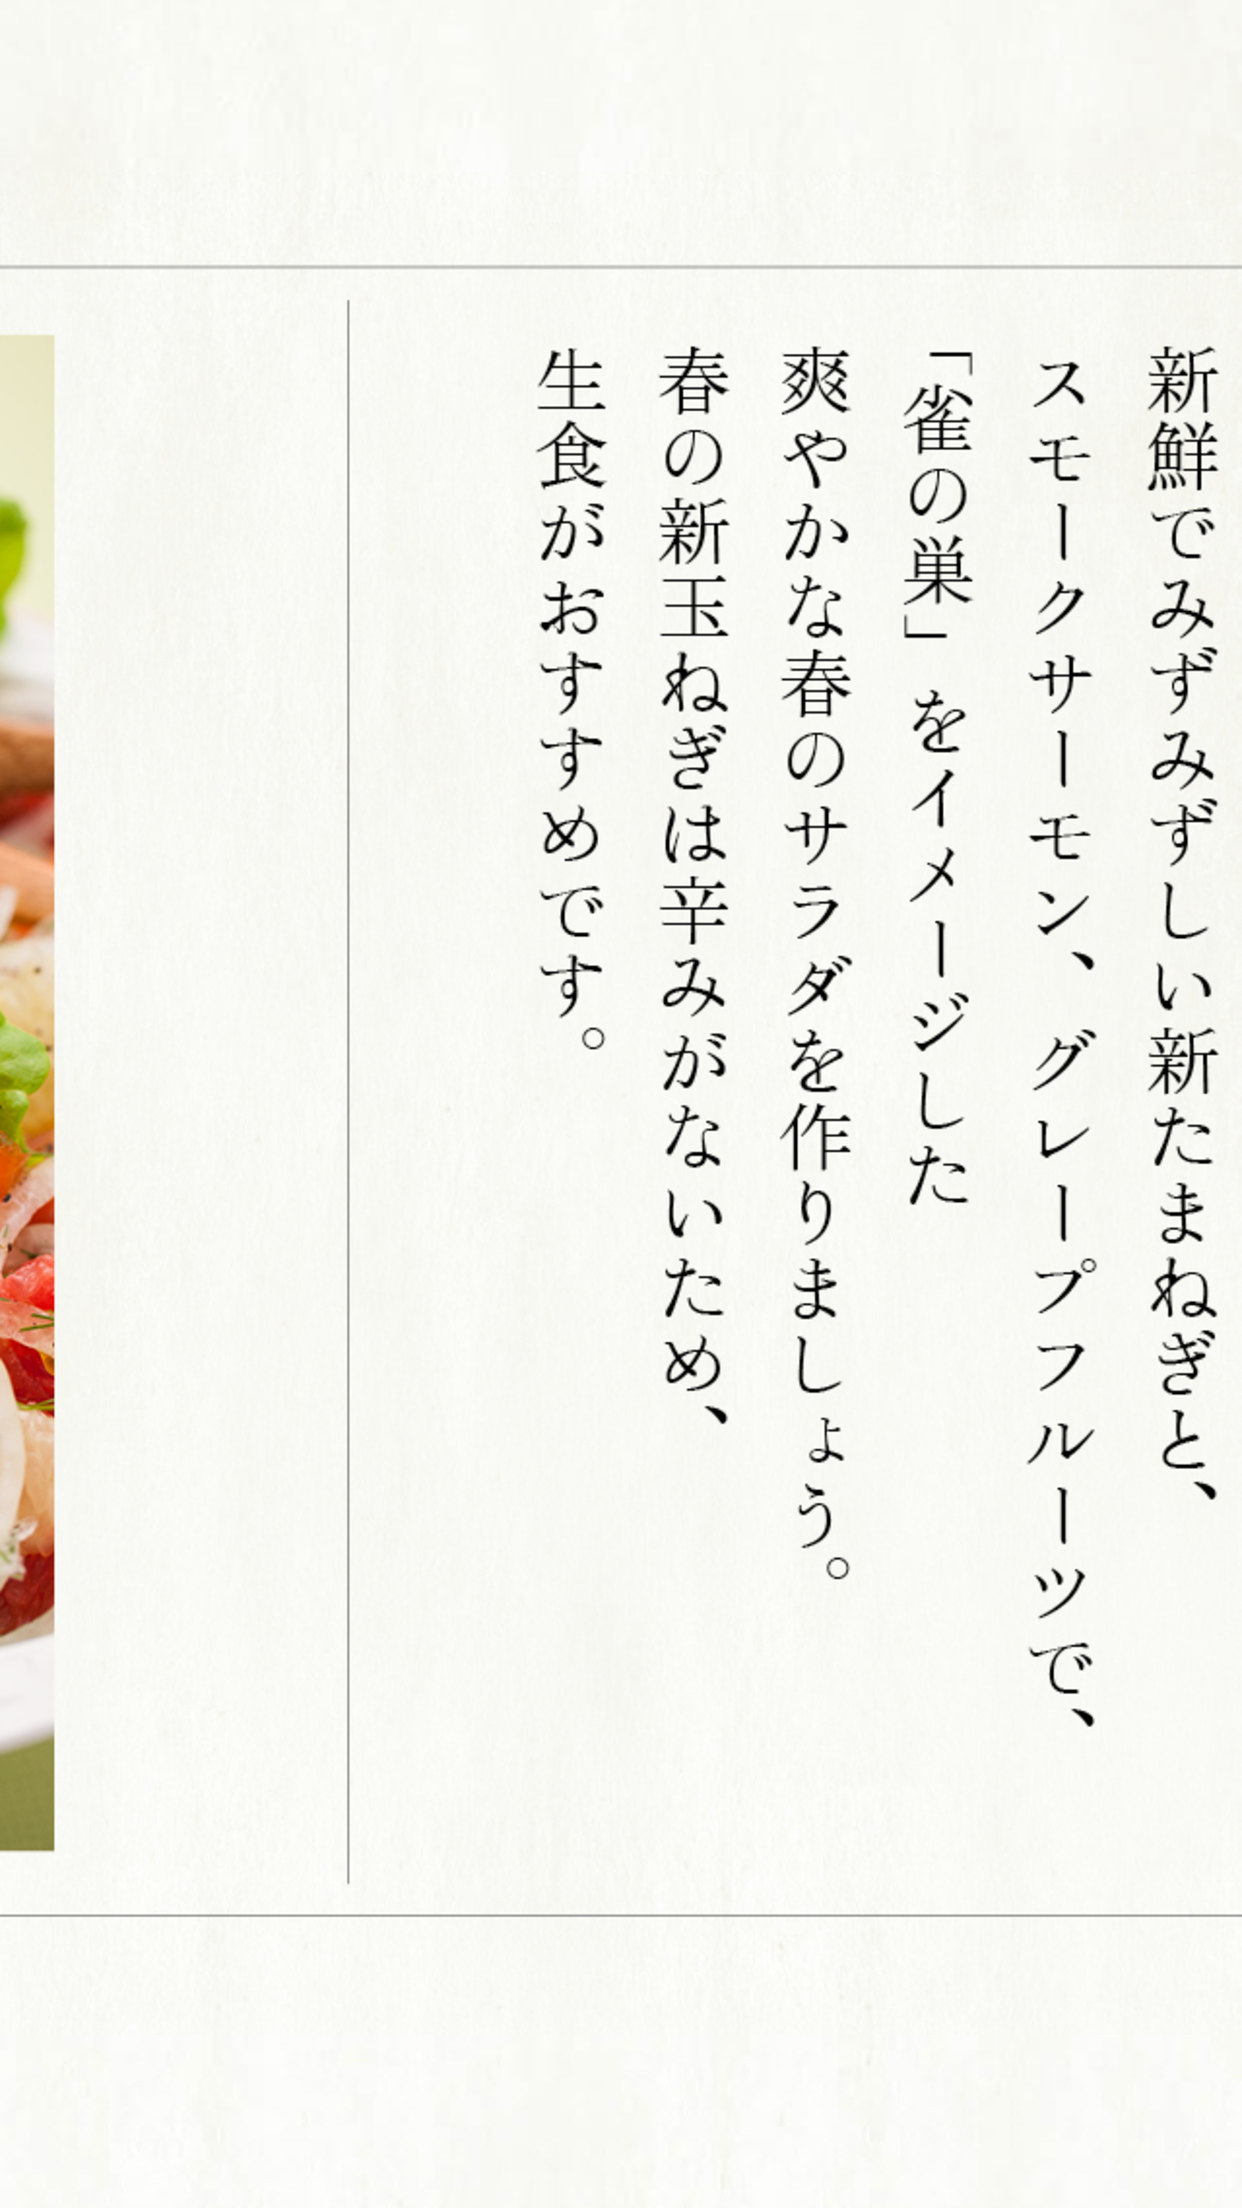 新鮮でみずみずしい新たまねぎと、
スモークサーモン、グレープフルーツで、
「雀の巣」をイメージした
爽やかな春のサラダを作りましょう。
春の新玉ねぎは辛みがないため、
生食がおすすめです。